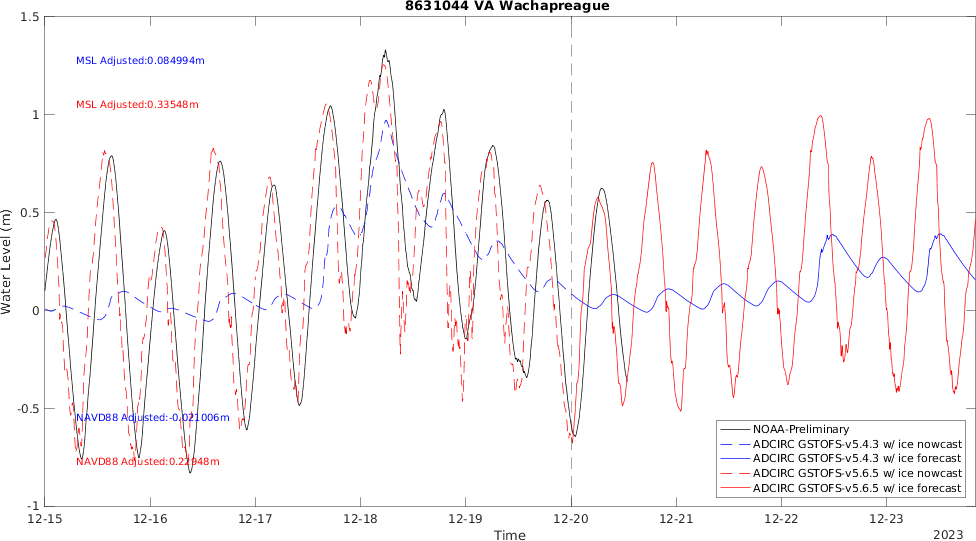 8631044 VA Wachapreague
1.5
MSL Adjusted:0.084994m
MSL Adjusted:0.33548m
1
0.5
Water Level (m)
0
-0.5
NAVD88 Adjusted:-0.021006m
NOAA-Preliminary
ADCIRC GSTOFS-v5.4.3 w/ ice nowcast
ADCIRC GSTOFS-v5.4.3 w/ ice forecast
ADCIRC GSTOFS-v5.6.5 w/ ice nowcast
ADCIRC GSTOFS-v5.6.5 w/ ice forecast
NAVD88 Adjusted:0.22948m
-1
12-15 12-16 12-17 12-18 12-19 12-20 12-21 12-22 12-23
Time
2023